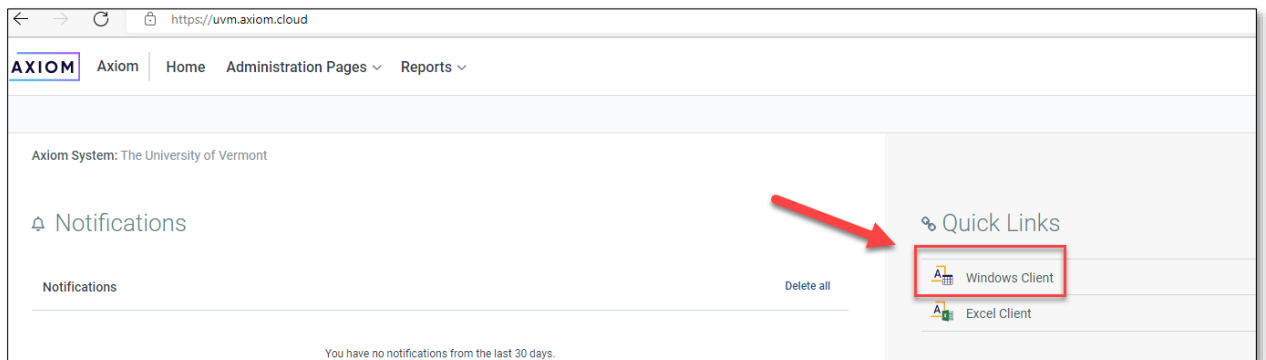 https://uvm.axiom.cloud
AXIOM Axiom Home Administration Pages Reports
Axiom System: The University of Vermont
Notifications
Quick Links
Notifications Delete all
Windows Client
Excel Client
You have no notifications from the last 30 days.